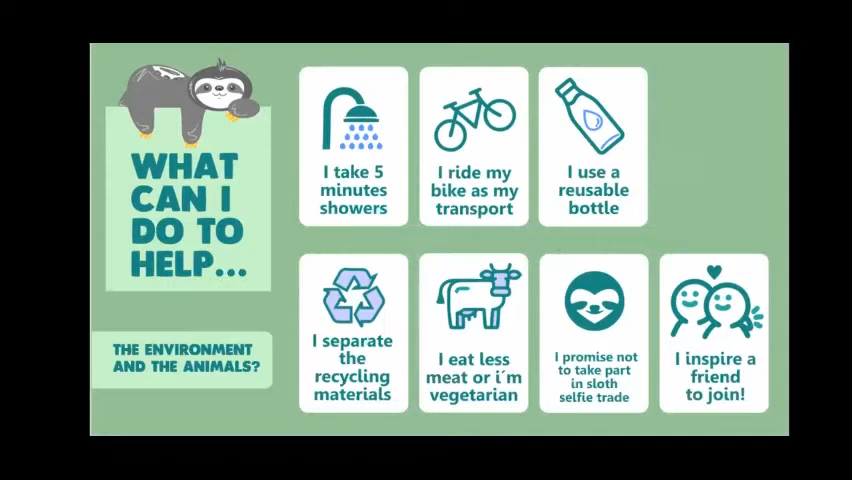 WHAT
CAN I
DO TO
HELP...
THE ENVIRONMENT
AND THE ANIMALS?
I take 5
minutes
showers
I ride my
bike as my
transport
I use a
reusable
bottle
I separate
the
recycling
materials
I eat less
meat or i´m
vegetarian
I promise not
to take part
in sloth
selfie trade
I inspire a
friend
to join!